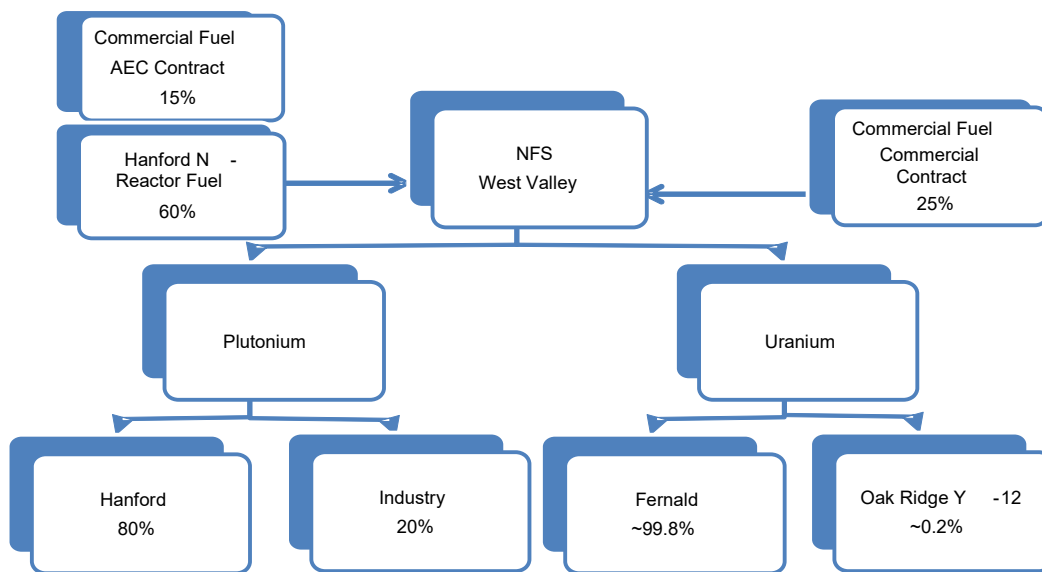 Commercial Fuel
AEC Contract
15%
Hanford N -
Reactor Fuel
60%
NFS
West Valley
Commercial Fuel
Commercial
Contract
25%
Plutonium
Uranium
Hanford
80%
Industry
20%
Fernald
~99.8%
Oak Ridge Y -12
~0.2%